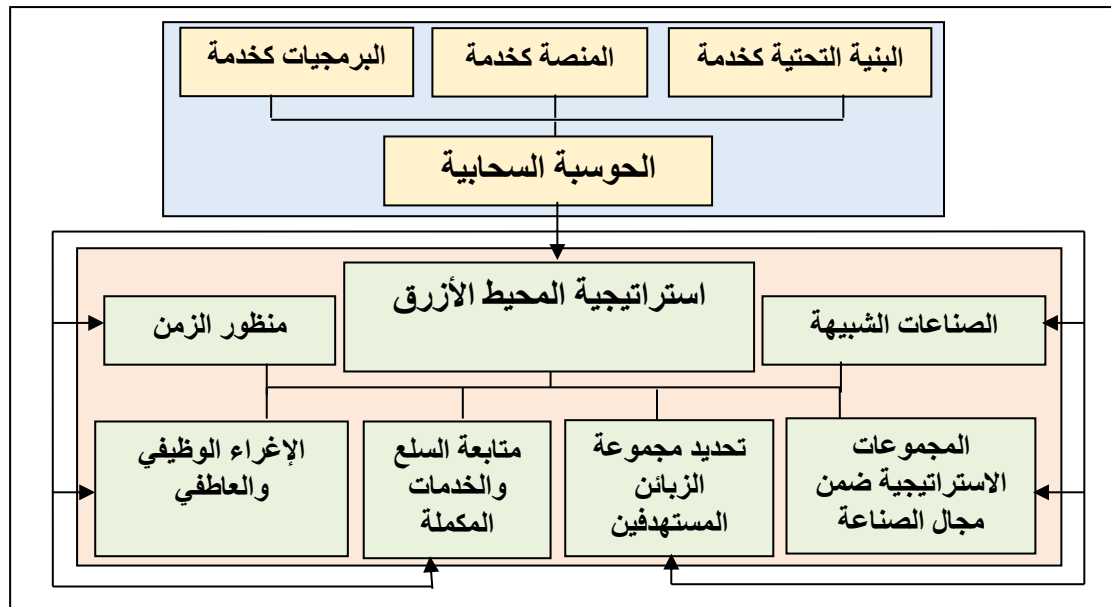 البنية التحتية كخدمة
المنصة كخدمة
البرمجيات كخدمة
الحوسبة السحابية
استراتيجية المحيط الأزرق
الصناعات الشبيهة
منظور الزمن
المجموعات
الاستراتيجية ضمن
مجال الصناعة
تحديد مجموعة
الزبائن
المستهدفين
متابعة السلع
والخدمات
المكملة
الإغراء الوظيفي
والعاطفي